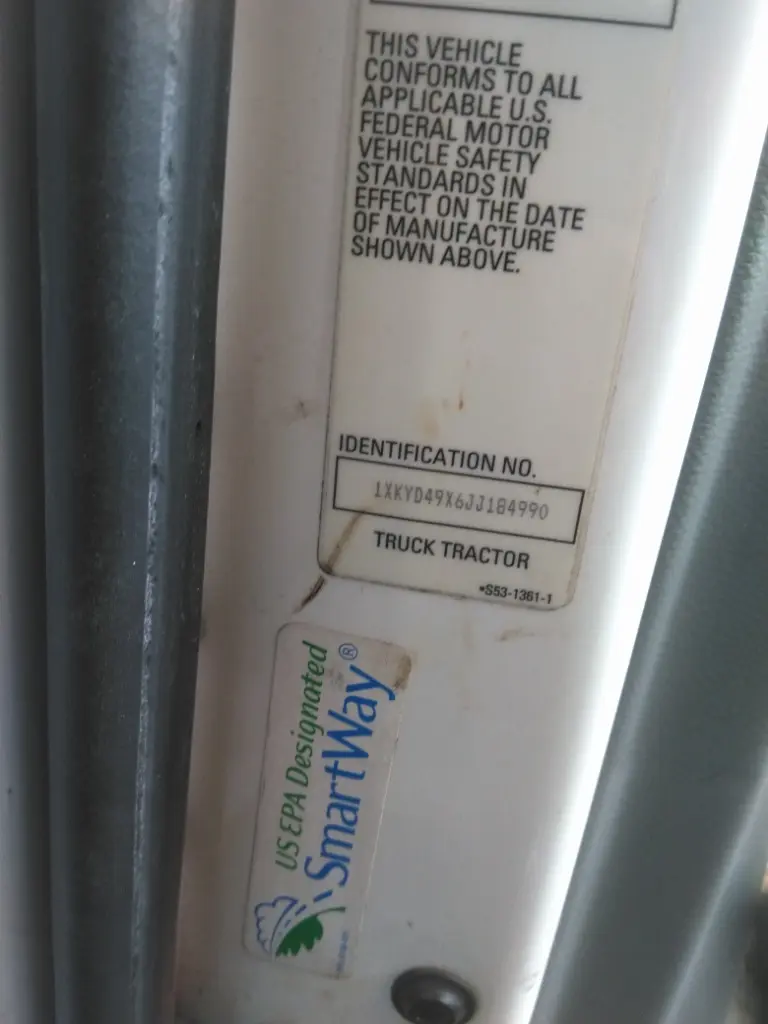 THIS VEHICLE
CONFORMS TO ALL
APPLICABLE U.S.
FEDERAL MOTOR
VEHICLE SAFETY
STANDARDS IN
EFFECT ON THE DATE
OF MANUFACTURE
SHOWN ABOVE.
IDENTIFICATION NO.
1XKYD49X6JJ184990
TRUCK TRACTOR
*S53-1361-1
US EPA Designated
SmartWay®